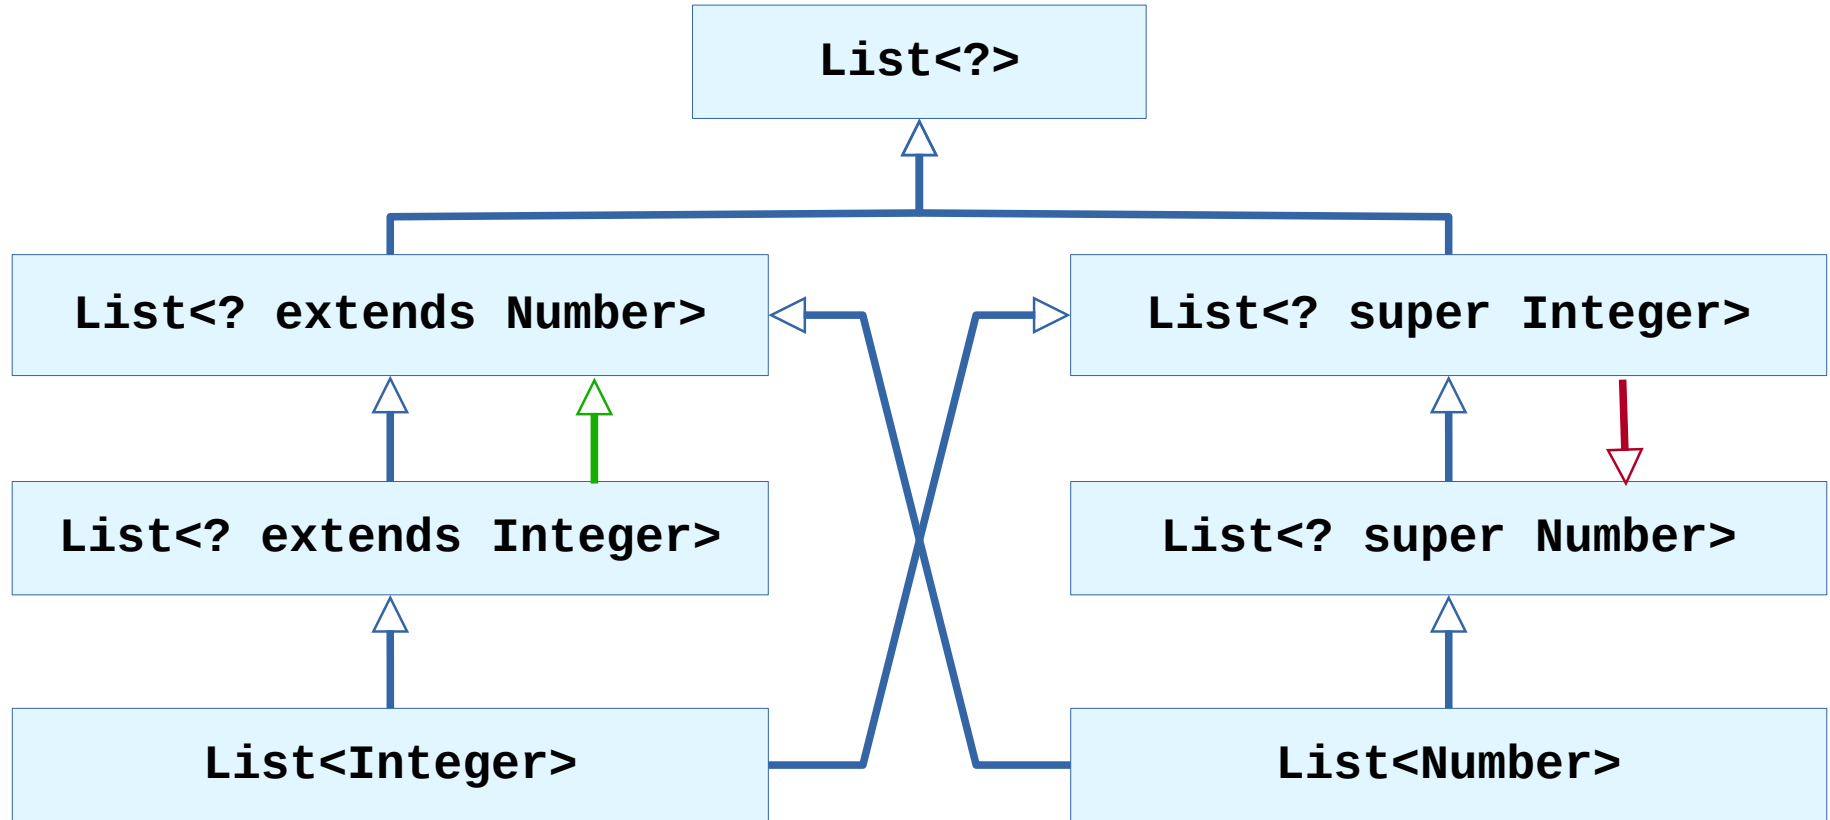 List<?>
List<? extends Number>
List<? super Integer>
List<? extends Integer>
List<? super Number>
List<Integer>
List<Number>